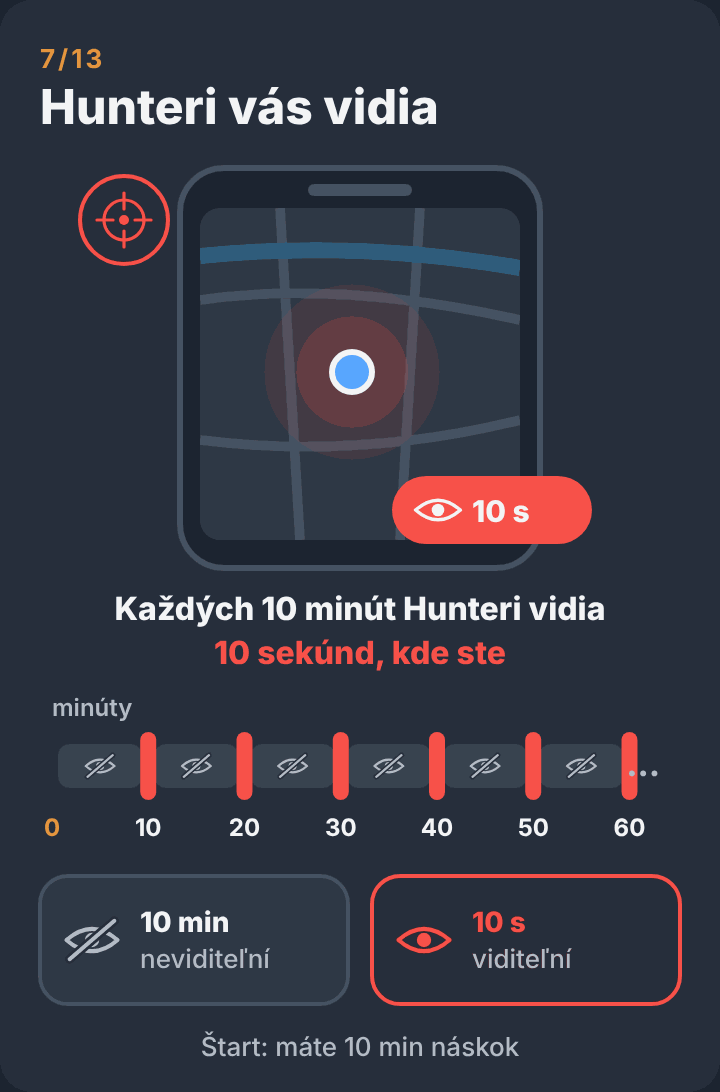 7/13
Hunteri vás vidia
10 s
Každých 10 minút Hunteri vidia
10 sekúnd, kde ste
minúty
...
0 10 20 30 40 50 60
10 min
neviditeľní
10 s
viditeľní
Štart: máte 10 min náskok